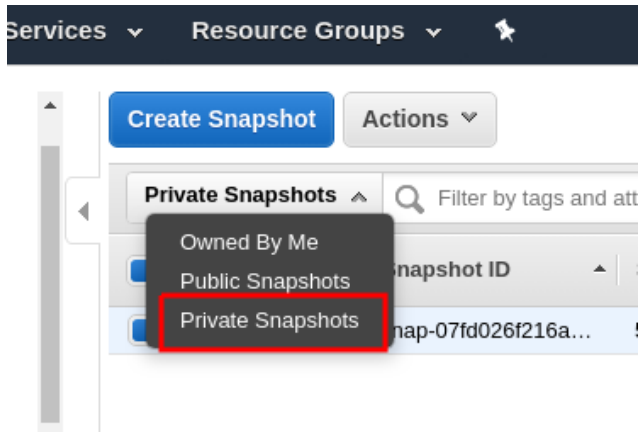 Services Resource Groups
Create Snapshot Actions
Private Snapshots Filter by tags and att
Owned By Me
Public Snapshots
Snapshot ID
Private Snapshots
snap-07fd026f216a…